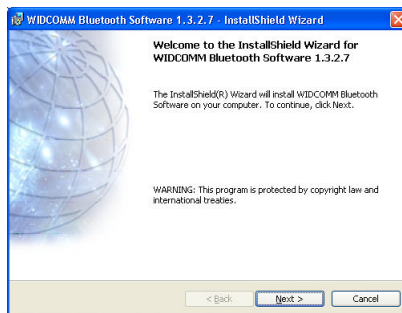 WIDCOMM Bluetooth Software 1.3.2.7 - InstallShield Wizard
Welcome to the InstallShield Wizard for
WIDCOMM Bluetooth Software 1.3.2.7
The InstallShield(R) Wizard will install WIDCOMM Bluetooth
Software on your computer. To continue, click Next.
WARNING: This program is protected by copyright law and
international treaties.
< Back
Next >
Cancel